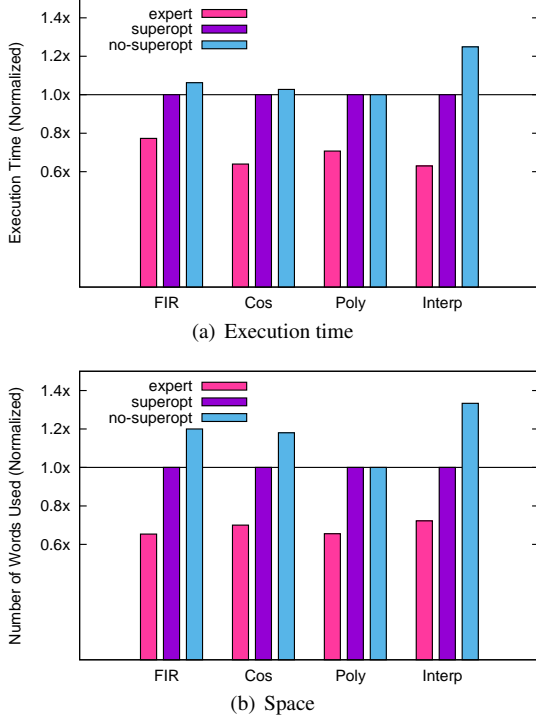 Execution Time (Normalized)
1.4x
1.2x
1.0x
0.8x
0.6x
expert
superopt
no-superopt
FIR Cos Poly Interp
(a) Execution time
Number of Words Used (Normalized)
1.4x
1.2x
1.0x
0.8x
0.6x
expert
superopt
no-superopt
FIR Cos Poly Interp
(b) Space